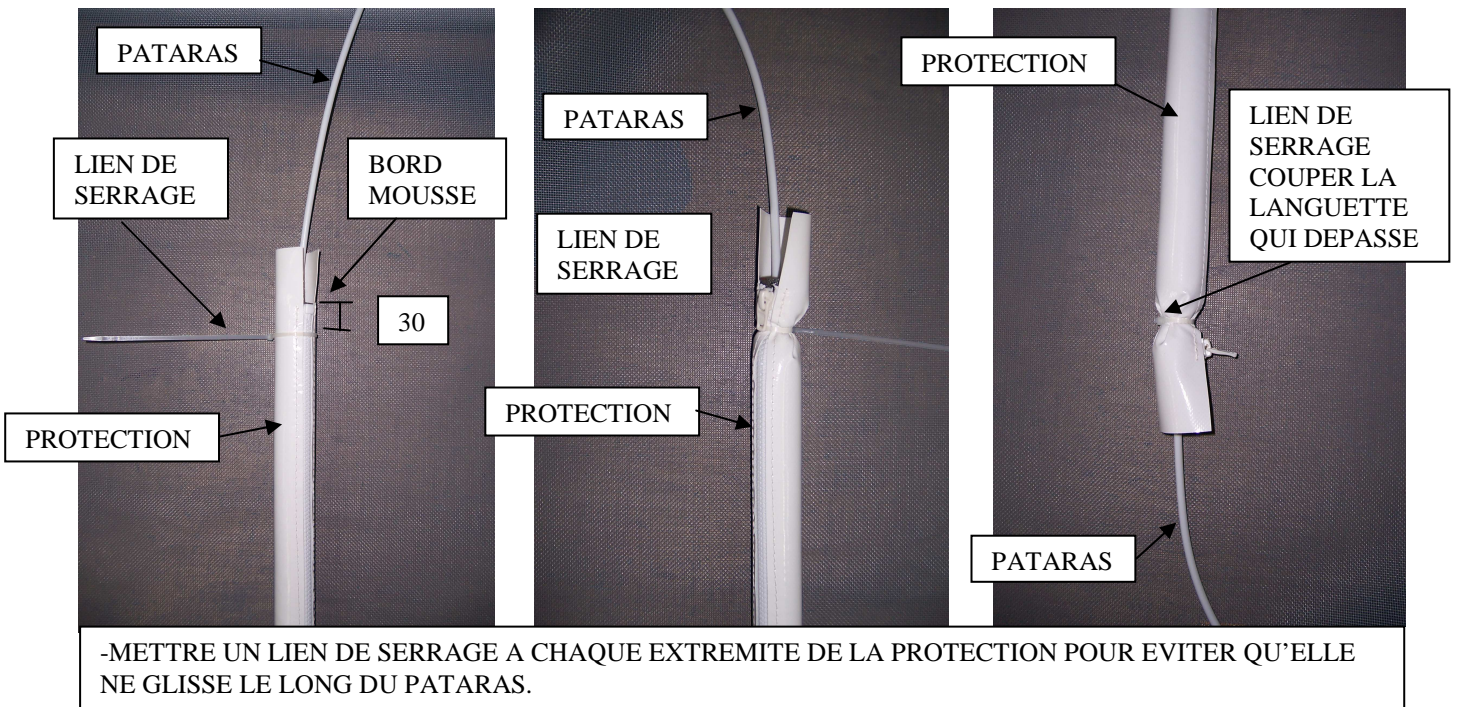 PATARAS
LIEN DE
SERRAGE
BORD
MOUSSE
30
PROTECTION
PATARAS
LIEN DE
SERRAGE
PROTECTION
PROTECTION
LIEN DE
SERRAGE
COUPER LA
LANGUETTE
QUI DEPASSE
PATARAS
-METTRE UN LIEN DE SERRAGE A CHAQUE EXTREMITE DE LA PROTECTION POUR EVITER QU’ELLE
NE GLISSE LE LONG DU PATARAS.